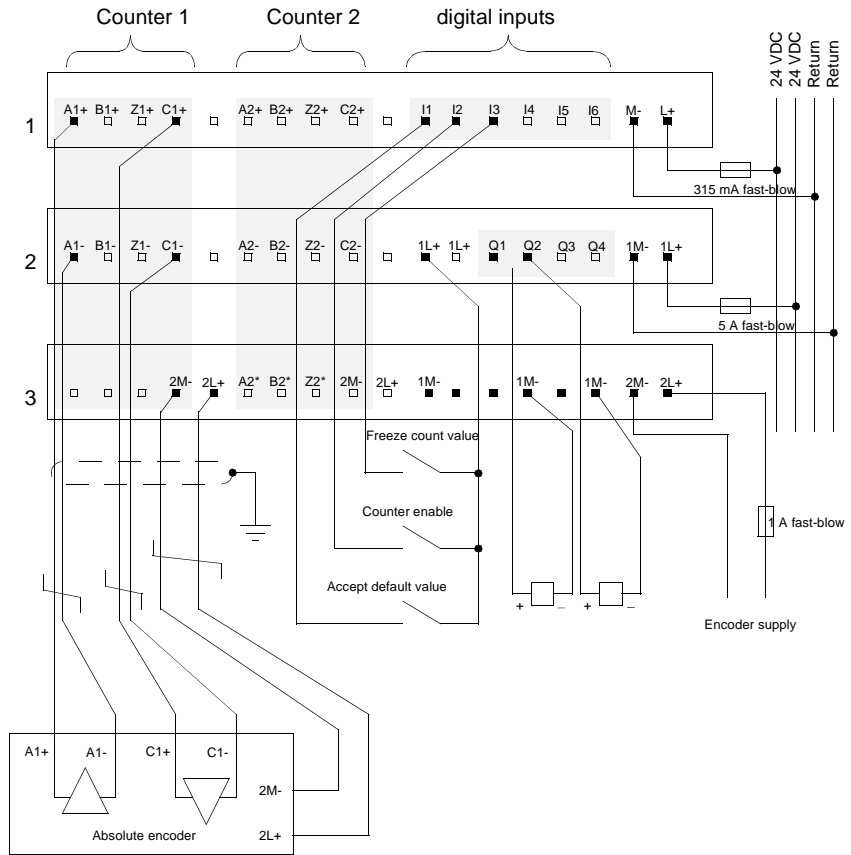 Counter 1 Counter 2 digital inputs
24 VDC
24 VDC
Return
Return
1
A1+ B1+ Z1+ C1+ A2+ B2+ Z2+ C2+ I1 I2 I3 I4 I5 I6 M- L+
315 mA fast-blow
2
A1- B1- Z1- C1- A2- B2- Z2- C2- 1L+ 1L+ Q1 Q2 Q3 Q4 1M- 1L+
5 A fast-blow
3
2M- 2L+ A2* B2* Z2* 2M- 2L+ 1M- 1M- 1M- 2M- 2L+
Freeze count value
Counter enable
1 A fast-blow
Accept default value
+ – + –
Encoder supply
A1+ A1- C1+ C1-
2M-
Absolute encoder
2L+